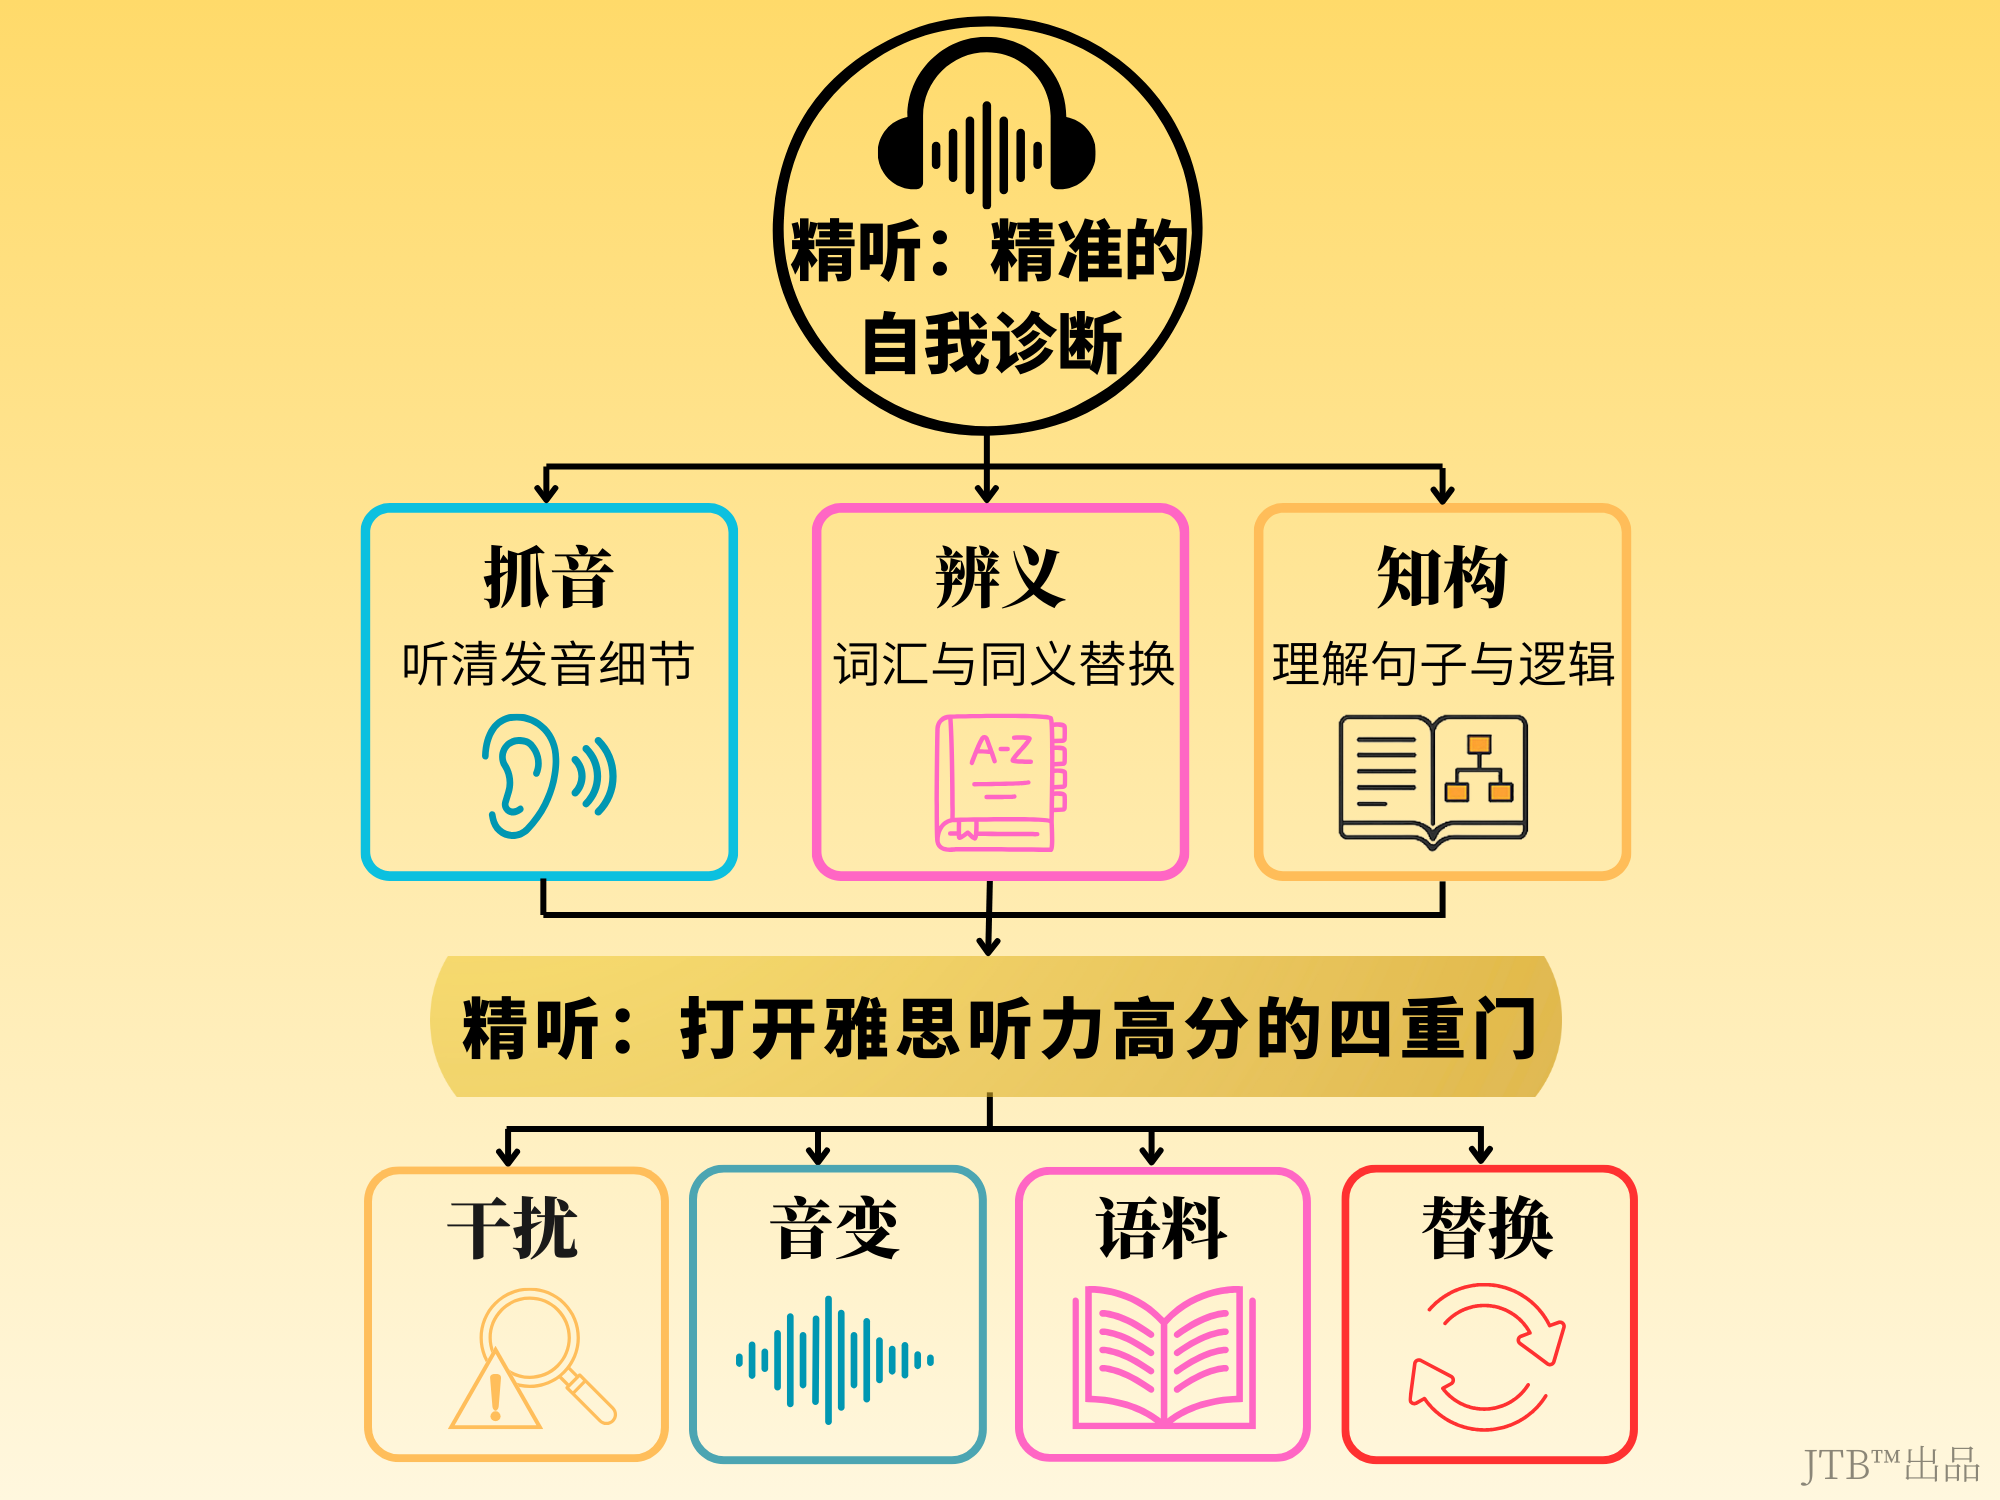 精听：精准的
自我诊断
抓音
听清发音细节
辨义
词汇与同义替换
A-Z
知构
理解句子与逻辑
精听：打开雅思听力高分的四重门
干扰
音变
语料
替换
JTB™出品